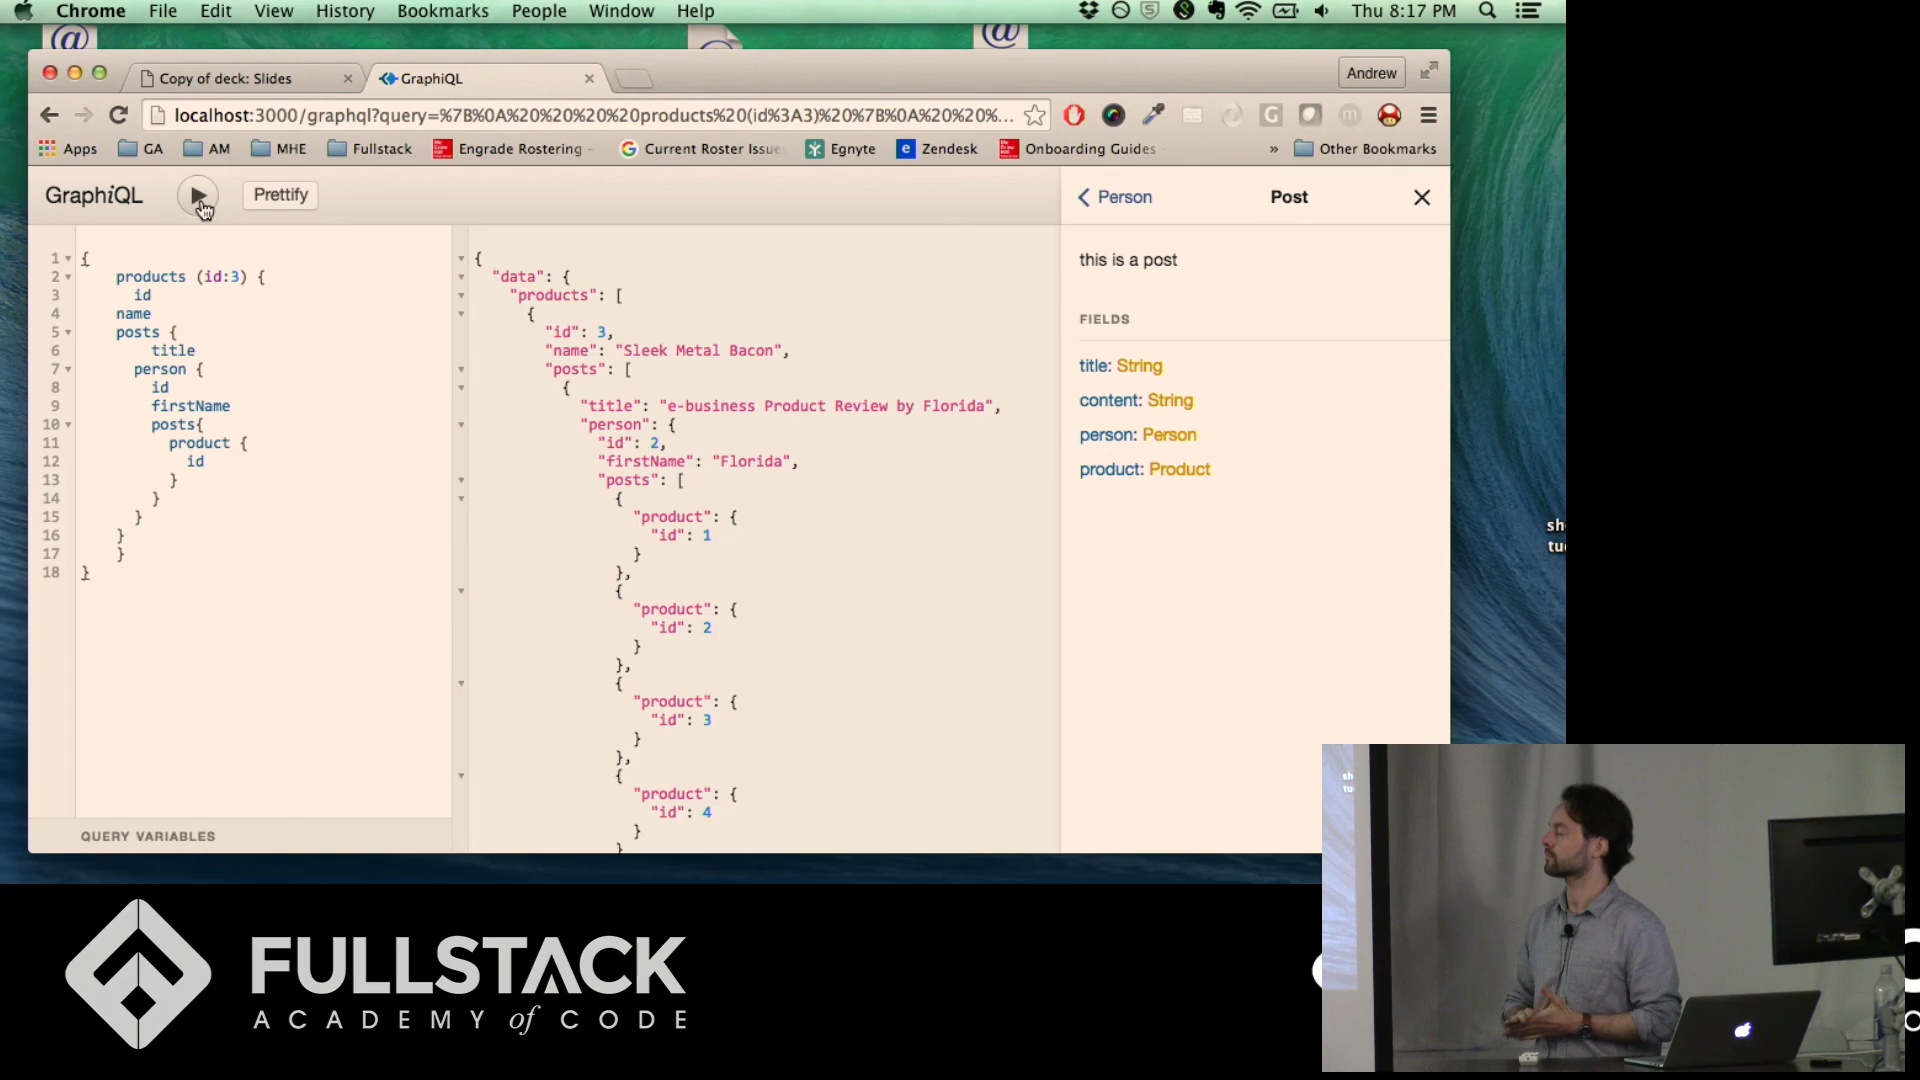 Chrome File Edit View History Bookmarks People Window Help Thu 8:17 PM
Copy of deck: Slides
GraphiQL
Andrew
localhost:3000/graphql?query=%7B%0A%20%20%20%20products%20(id%3A3)%20%7B%0A%20%20%...
Apps GA AM MHE Fullstack Engrade Rostering - Current Roster Issue Egnyte Zendesk Onboarding Guides » Other Bookmarks
GraphiQL Prettify
1 {
2 products (id:3) {
3 id
4 name
5 posts {
6 title
7 person {
8 id
9 firstName
10 posts{
11 product {
12 id
13 }
14 }
15 }
16 }
17 }
18 }
QUERY VARIABLES
{
"data": {
"products": [
{
"id": 3,
"name": "Sleek Metal Bacon",
"posts": [
{
"title": "e-business Product Review by Florida",
"person": {
"id": 2,
"firstName": "Florida",
"posts": [
{
"product": {
"id": 1
}
},
{
"product": {
"id": 2
}
},
{
"product": {
"id": 3
}
},
{
"product": {
"id": 4
}
}
Person Post
this is a post
FIELDS
title: String
content: String
person: Person
product: Product
sh
tu
sh
tu
FULLSTACK
ACADEMY of CODE